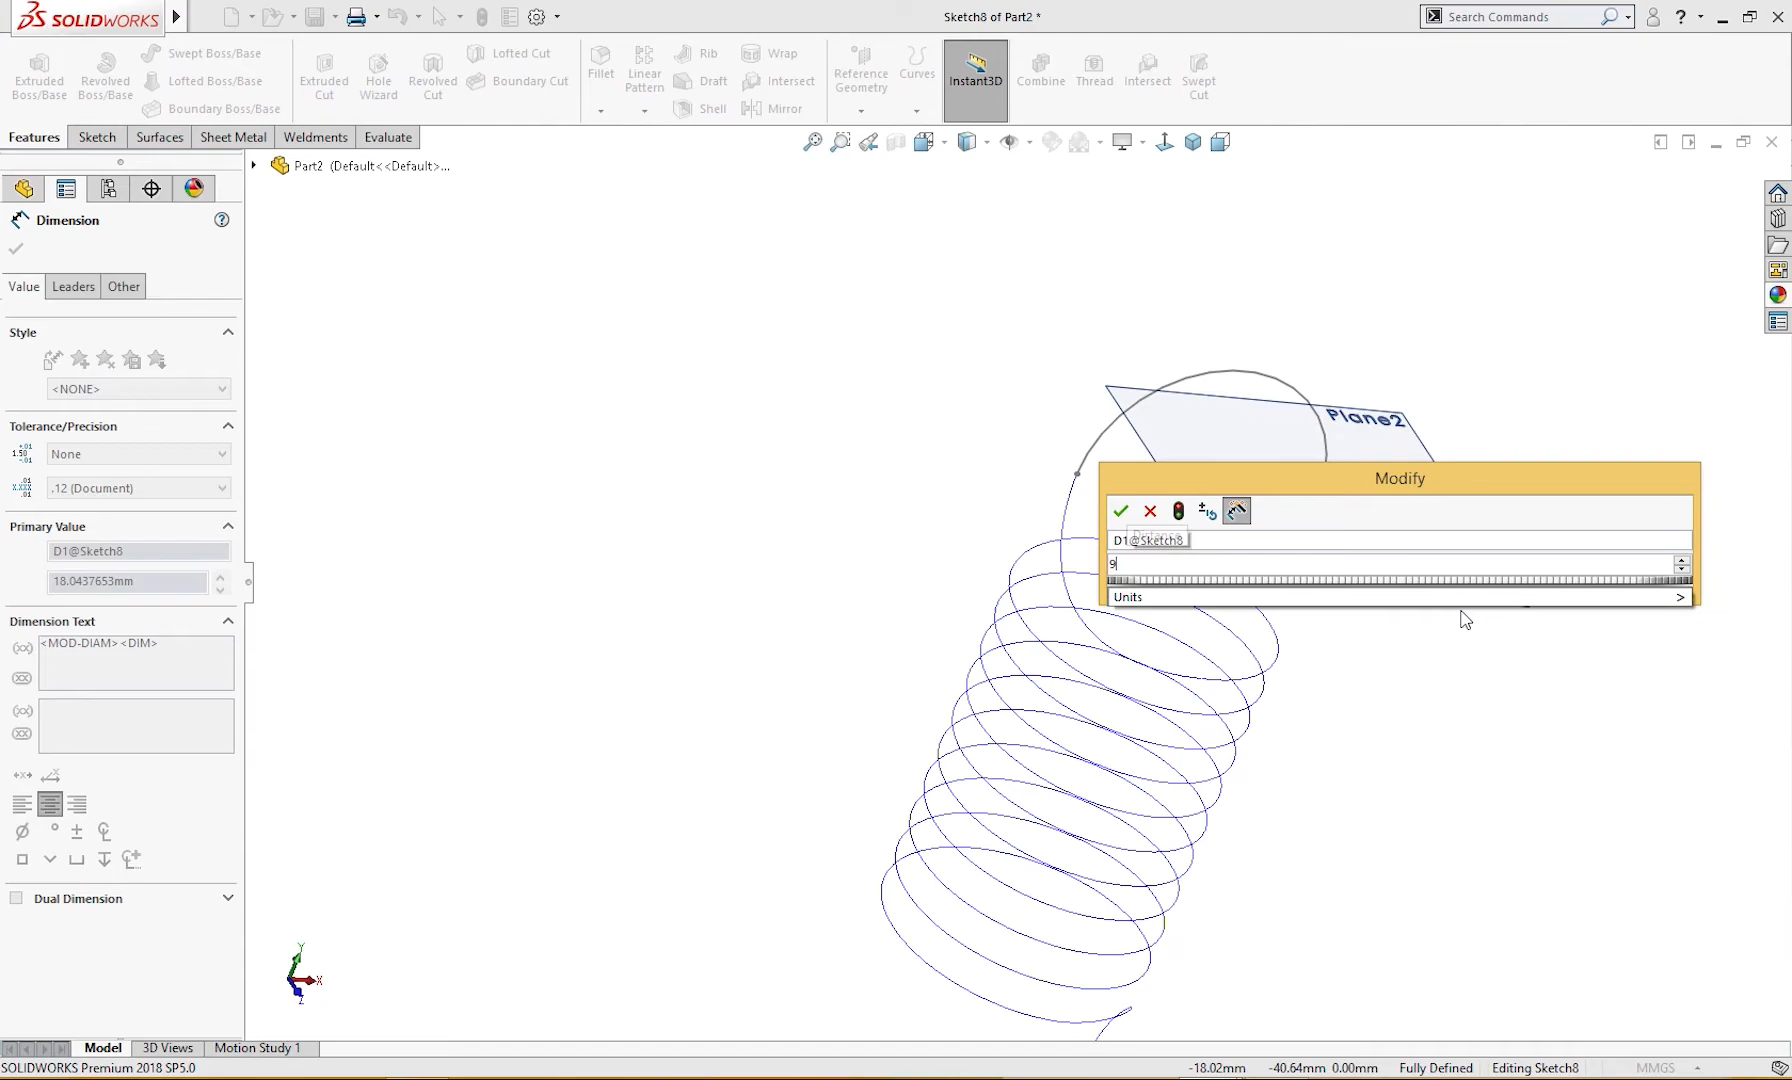 SOLIDWORKS
Sketch8 of Part2 *
Search Commands
?
Extruded Boss/Base
Revolved Boss/Base
Swept Boss/Base
Lofted Boss/Base
Boundary Boss/Base
Extruded Cut
Hole Wizard
Revolved Cut
Lofted Cut
Boundary Cut
Fillet
Linear Pattern
Rib
Draft
Shell
Wrap
Intersect
Mirror
Reference Geometry
Curves
Instant3D
Combine
Thread
Intersect
Swept Cut
Features
Sketch
Surfaces
Sheet Metal
Weldments
Evaluate
Part2 (Default<<Default>...
Dimension
?
Value
Leaders
Other
Style
<NONE>
Tolerance/Precision
None
.12 (Document)
Primary Value
D1@Sketch8
18.0437653mm
Dimension Text
<MOD-DIAM><DIM>
Dual Dimension
Plane2
Modify
D1@Sketch8
9
Units >
Y
X
Z
Model
3D Views
Motion Study 1
SOLIDWORKS Premium 2018 SP5.0
-18.02mm
-40.64mm 0.00mm
Fully Defined
Editing Sketch8
MMGS